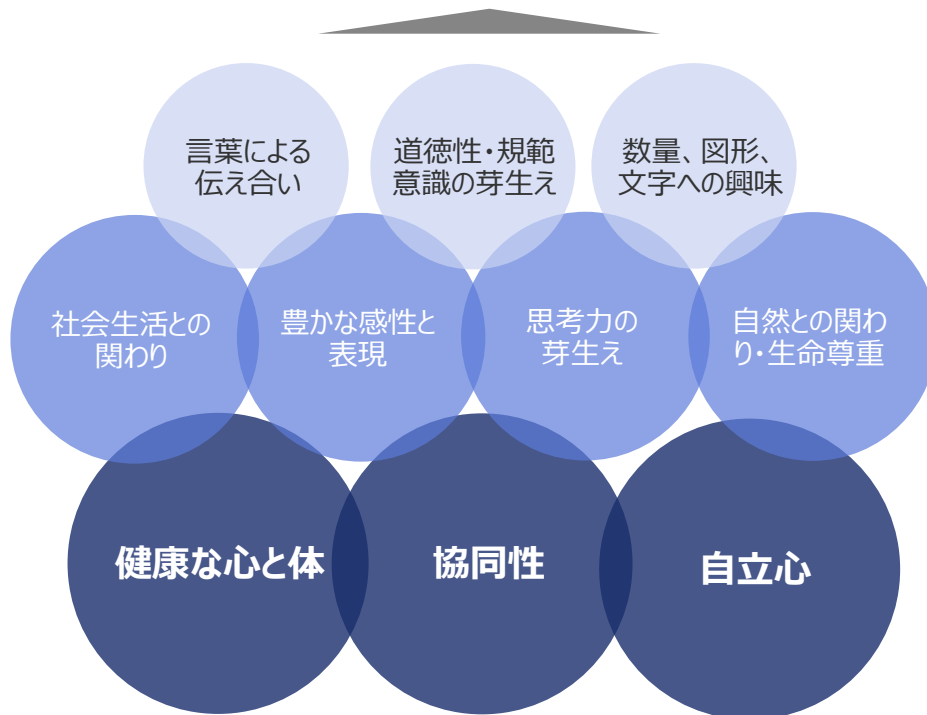 言葉による
伝え合い
道徳性・規範
意識の芽生え
数量、図形、
文字への興味
社会生活との
関わり
豊かな感性と
表現
思考力の
芽生え
自然との関わ
り・生命尊重
健康な心と体
協同性
自立心